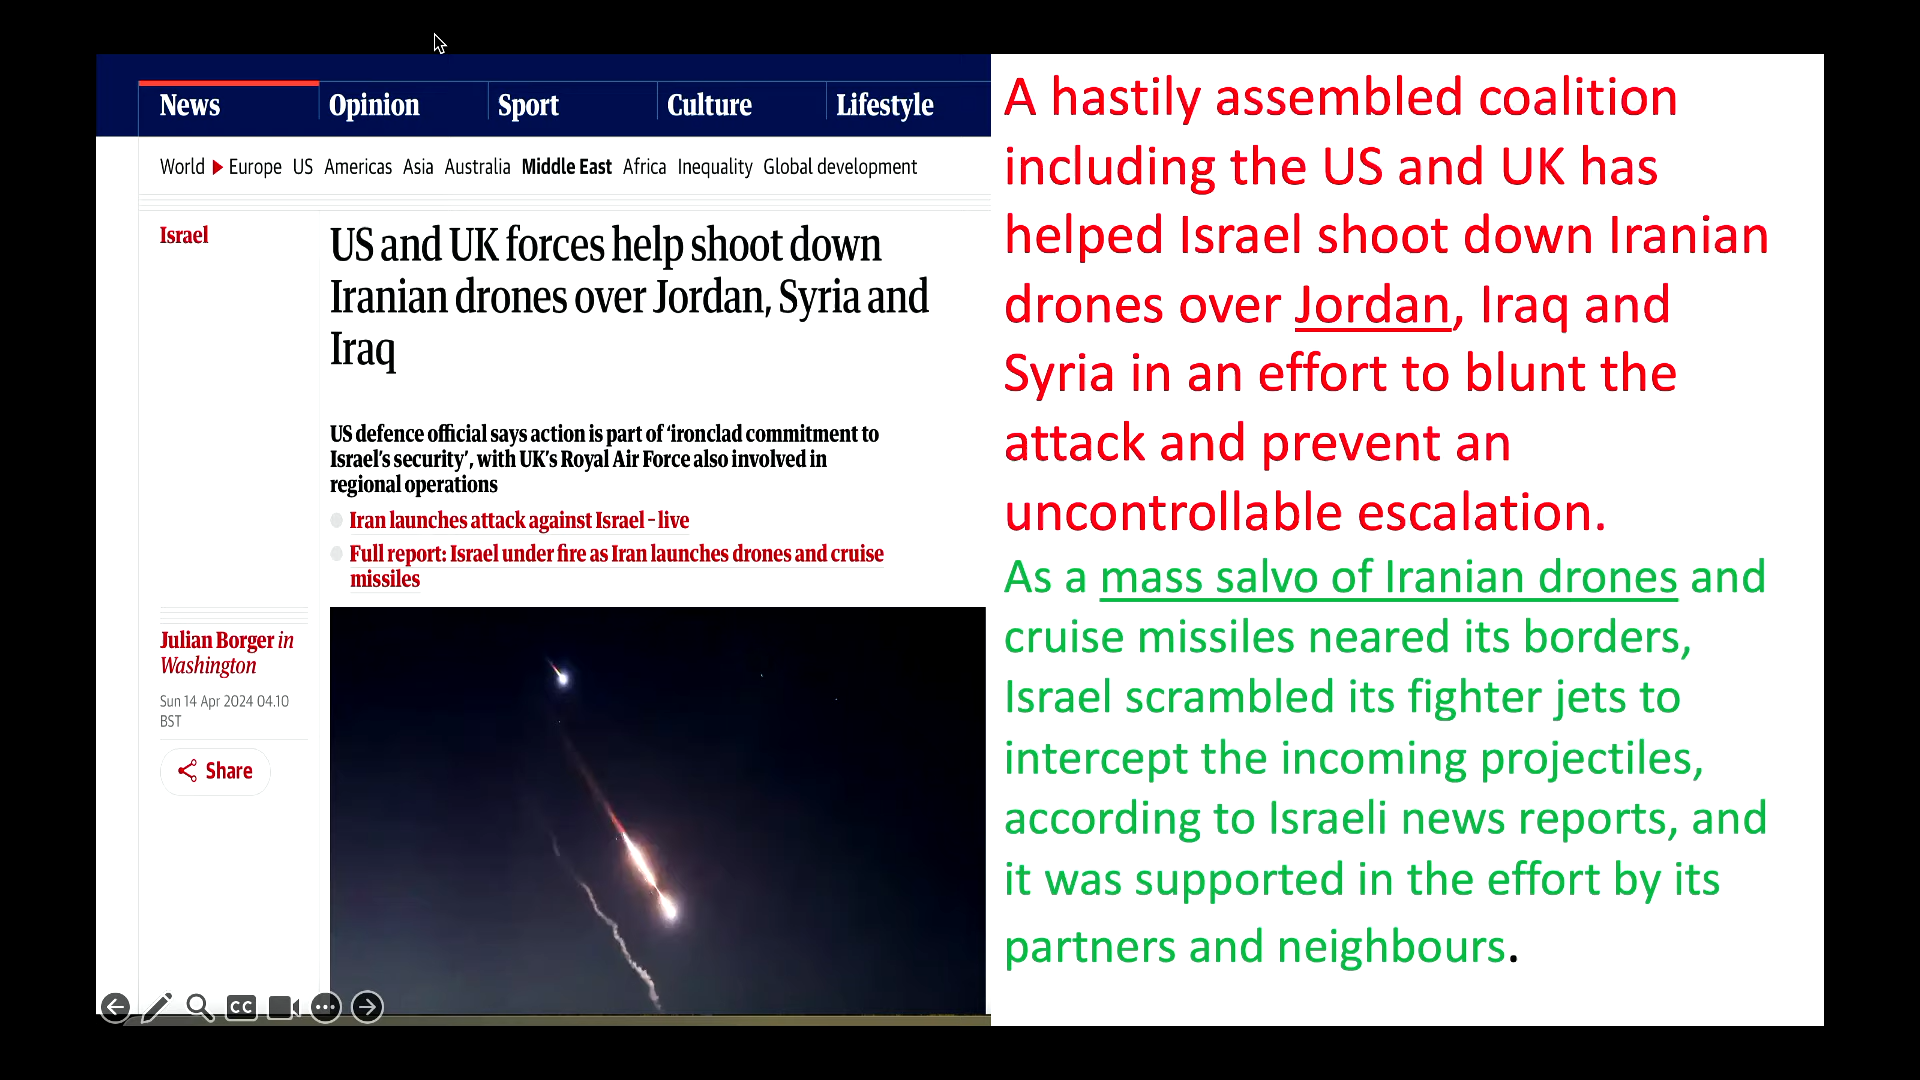 News Opinion Sport Culture Lifestyle
World Europe US Americas Asia Australia Middle East Africa Inequality Global development
Israel
US and UK forces help shoot down
Iranian drones over Jordan, Syria and
Iraq
US defence official says action is part of ‘ironclad commitment to
Israel’s security’, with UK’s Royal Air Force also involved in
regional operations
Iran launches attack against Israel – live
Full report: Israel under fire as Iran launches drones and cruise
missiles
Julian Borger in
Washington
Sun 14 Apr 2024 04.10
BST
Share
CC
A hastily assembled coalition
including the US and UK has
helped Israel shoot down Iranian
drones over Jordan, Iraq and
Syria in an effort to blunt the
attack and prevent an
uncontrollable escalation.
As a mass salvo of Iranian drones and
cruise missiles neared its borders,
Israel scrambled its fighter jets to
intercept the incoming projectiles,
according to Israeli news reports, and
it was supported in the effort by its
partners and neighbours.